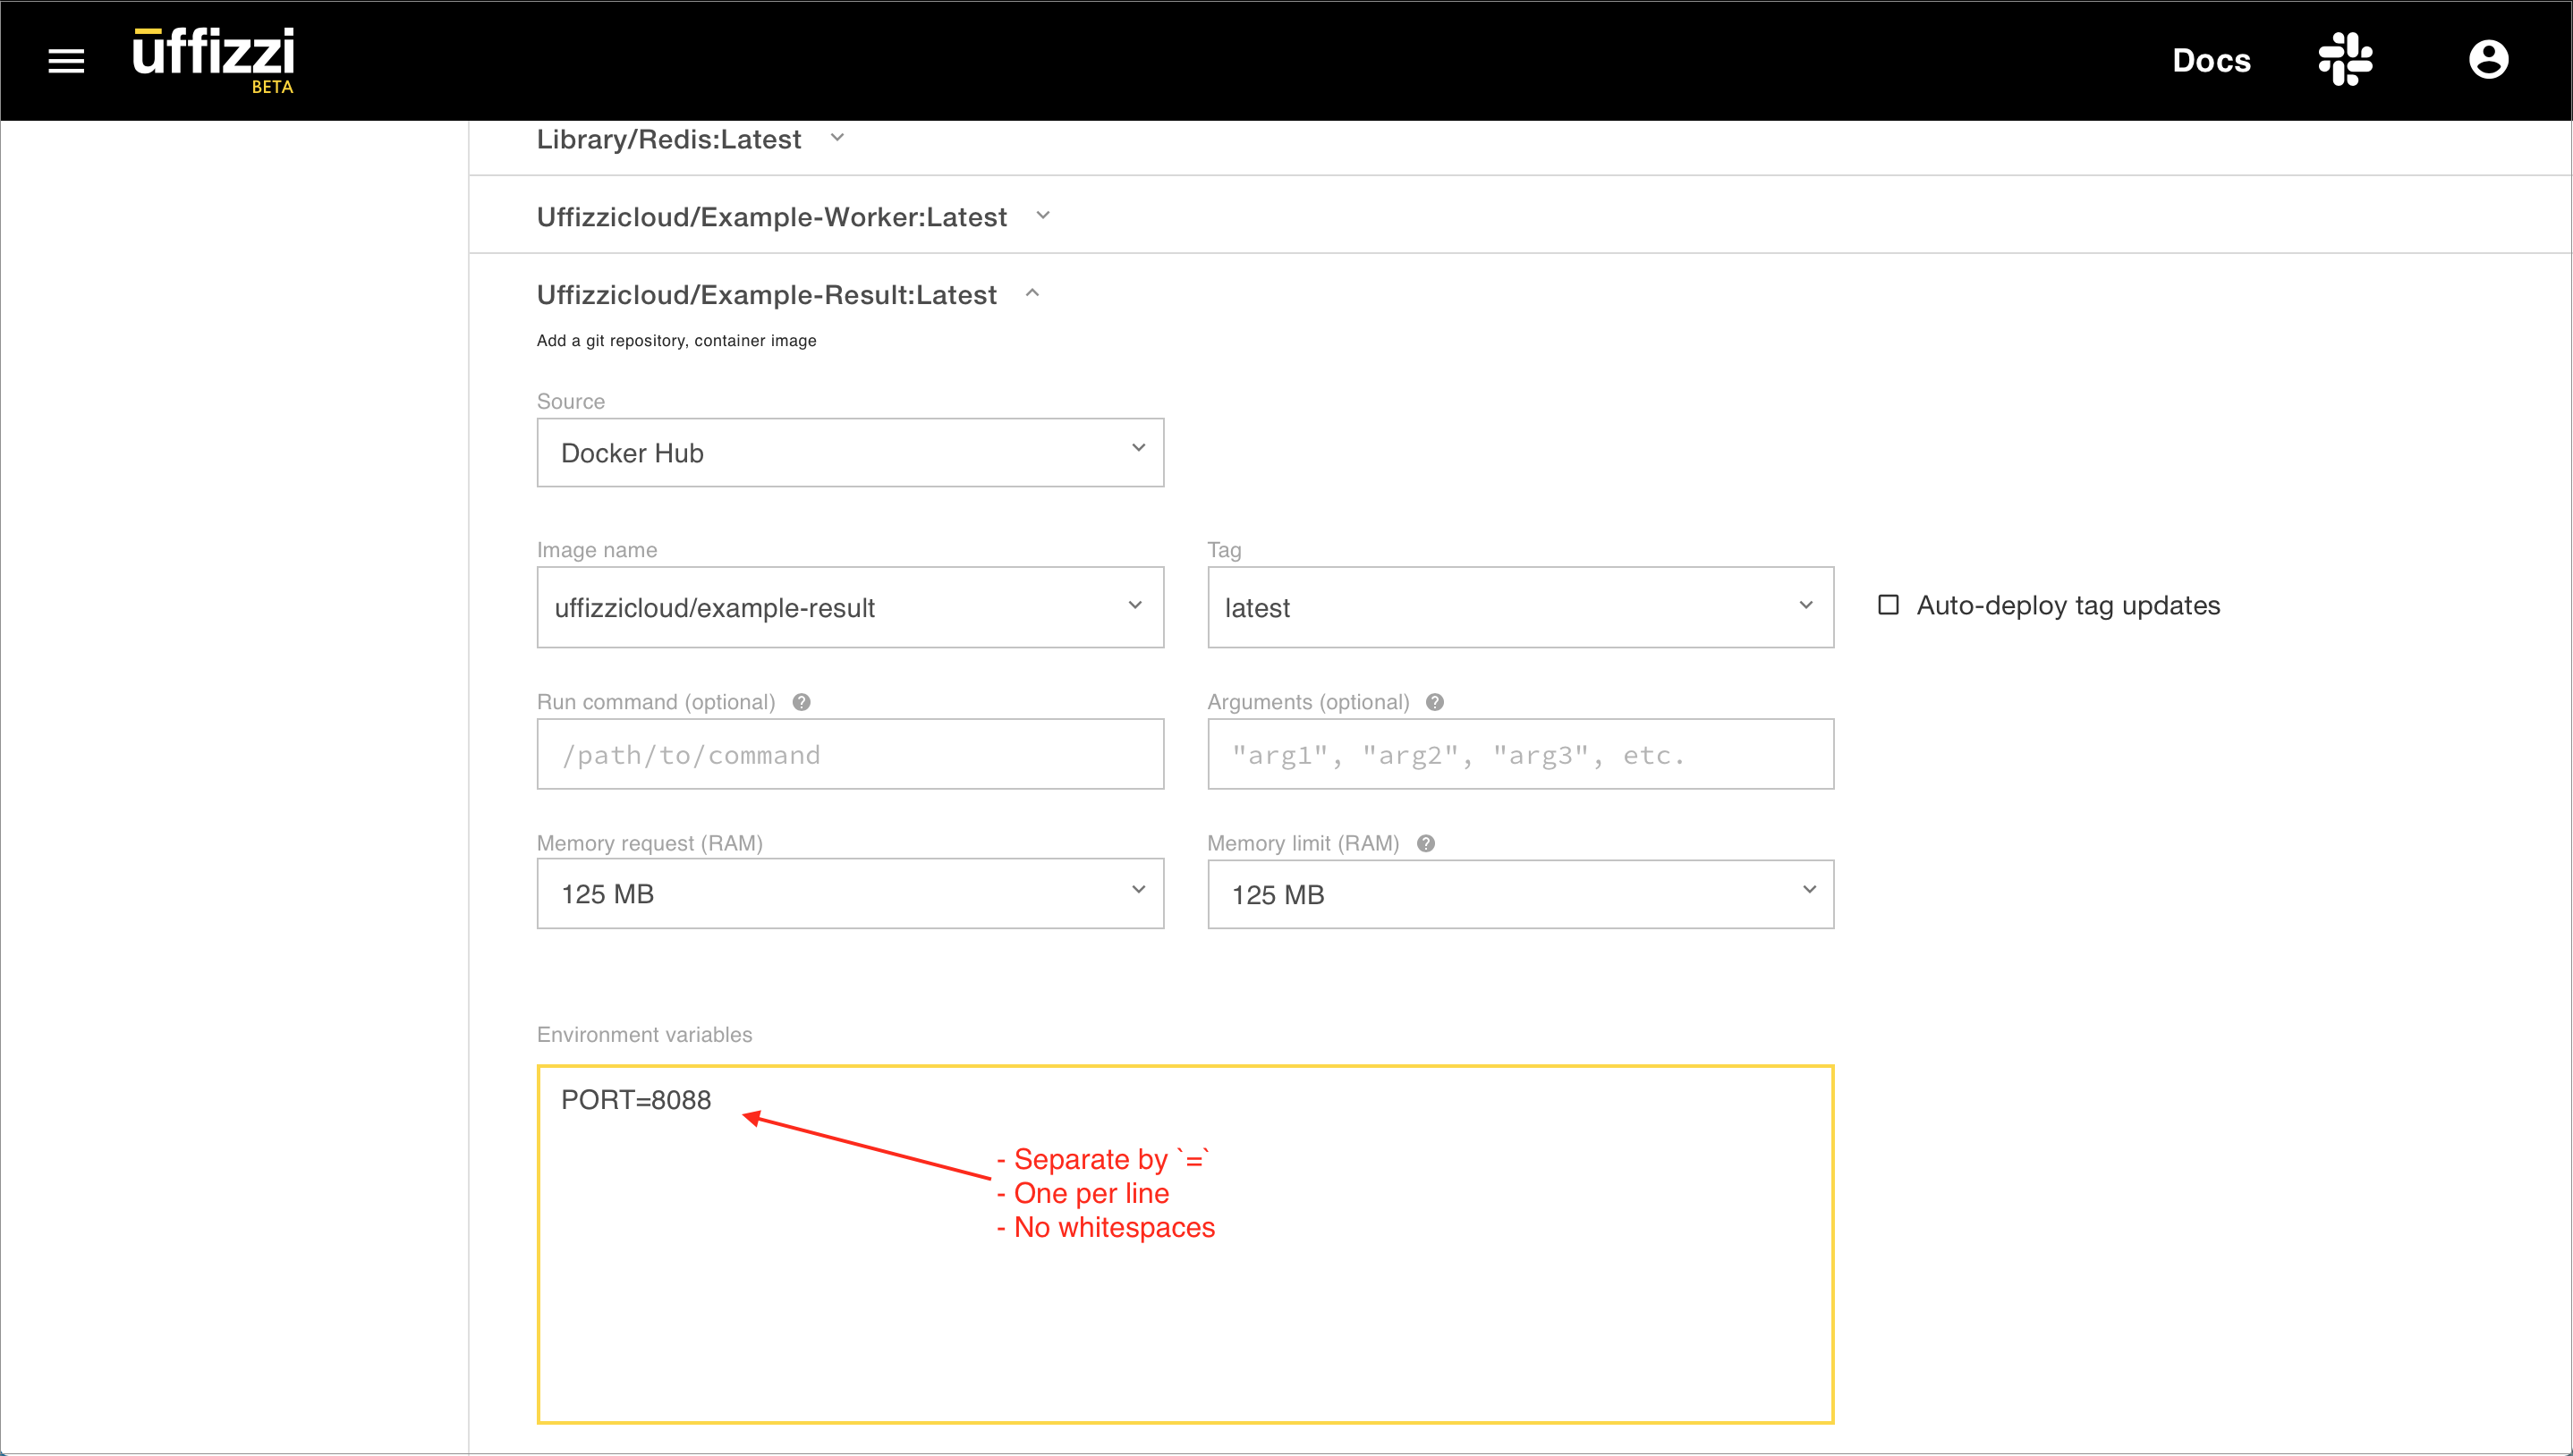 uffizzi
BETA
Docs
Library/Redis:Latest
Uffizzicloud/Example-Worker:Latest
Uffizzicloud/Example-Result:Latest
Add a git repository, container image
Source
Docker Hub
Image name
Tag
uffizzicloud/example-result
latest
Auto-deploy tag updates
Run command (optional) ?
Arguments (optional) ?
/path/to/command
"arg1", "arg2", "arg3", etc.
Memory request (RAM)
Memory limit (RAM) ?
125 MB
125 MB
Environment variables
PORT=8088
- Separate by `=`
- One per line
- No whitespaces